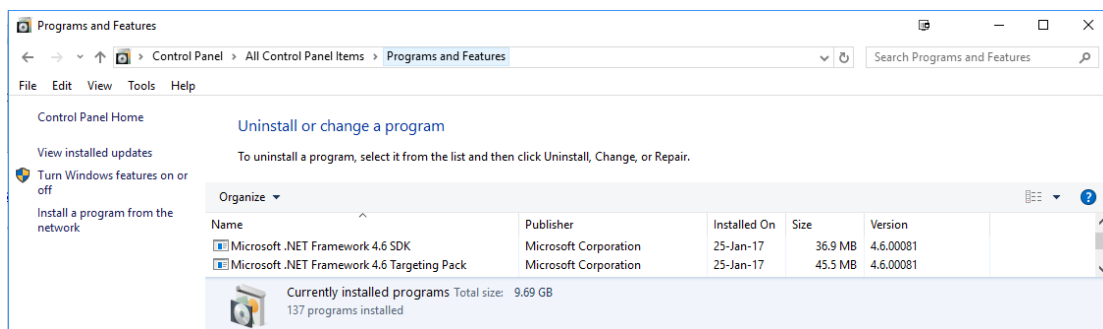 Programs and Features
Control Panel > All Control Panel Items > Programs and Features
Search Programs and Features
File Edit View Tools Help
Control Panel Home
View installed updates
Turn Windows features on or
off
Install a program from the
network
Uninstall or change a program
To uninstall a program, select it from the list and then click Uninstall, Change, or Repair.
Organize
Name Publisher Installed On Size Version
Microsoft .NET Framework 4.6 SDK Microsoft Corporation 25-Jan-17 36.9 MB 4.6.00081
Microsoft .NET Framework 4.6 Targeting Pack Microsoft Corporation 25-Jan-17 45.5 MB 4.6.00081
Currently installed programs Total size: 9.69 GB
137 programs installed